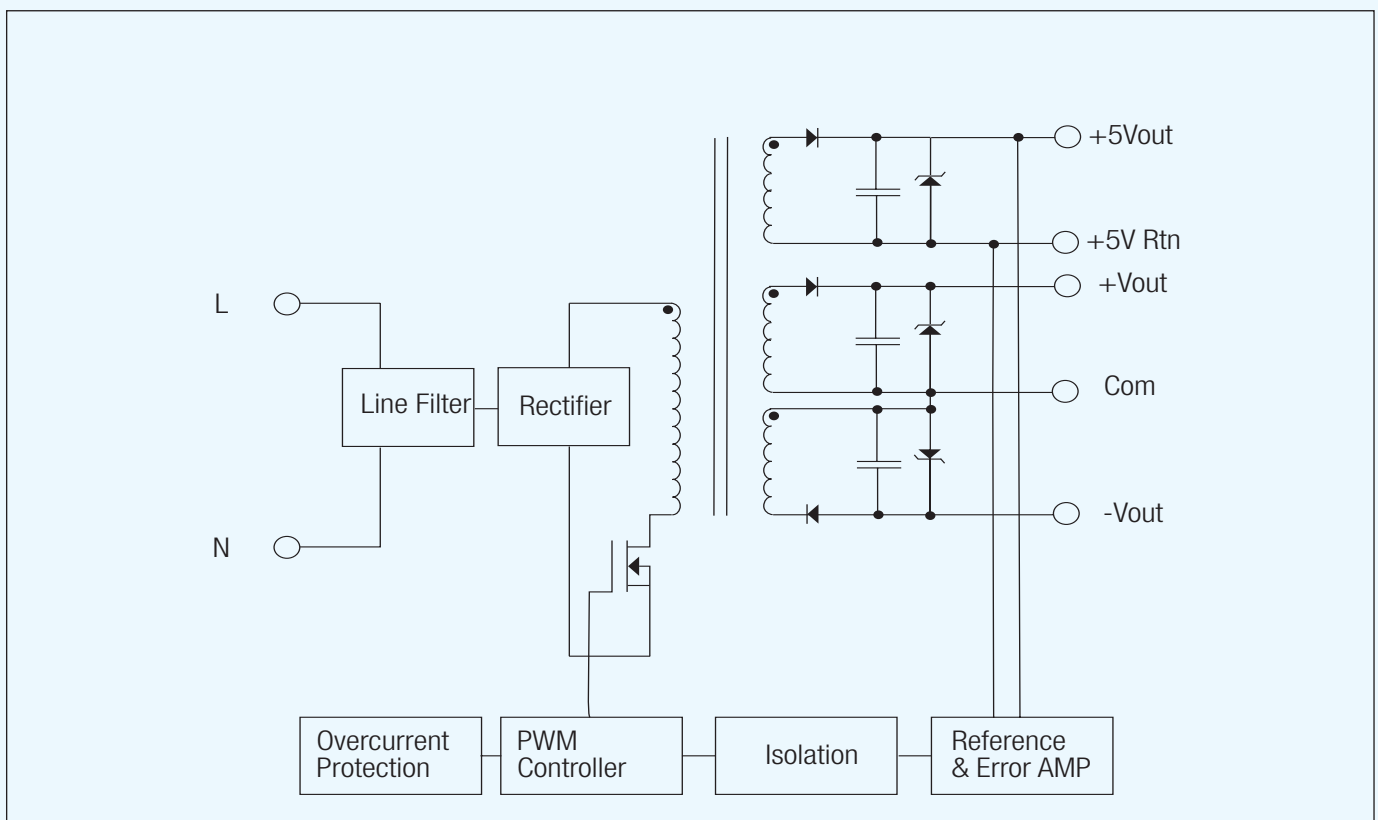 +5Vout
+5V Rtn
+Vout
L
Com
Line Filter
Rectifier
-Vout
N
Overcurrent
Protection
PWM
Controller
Isolation
Reference
& Error AMP